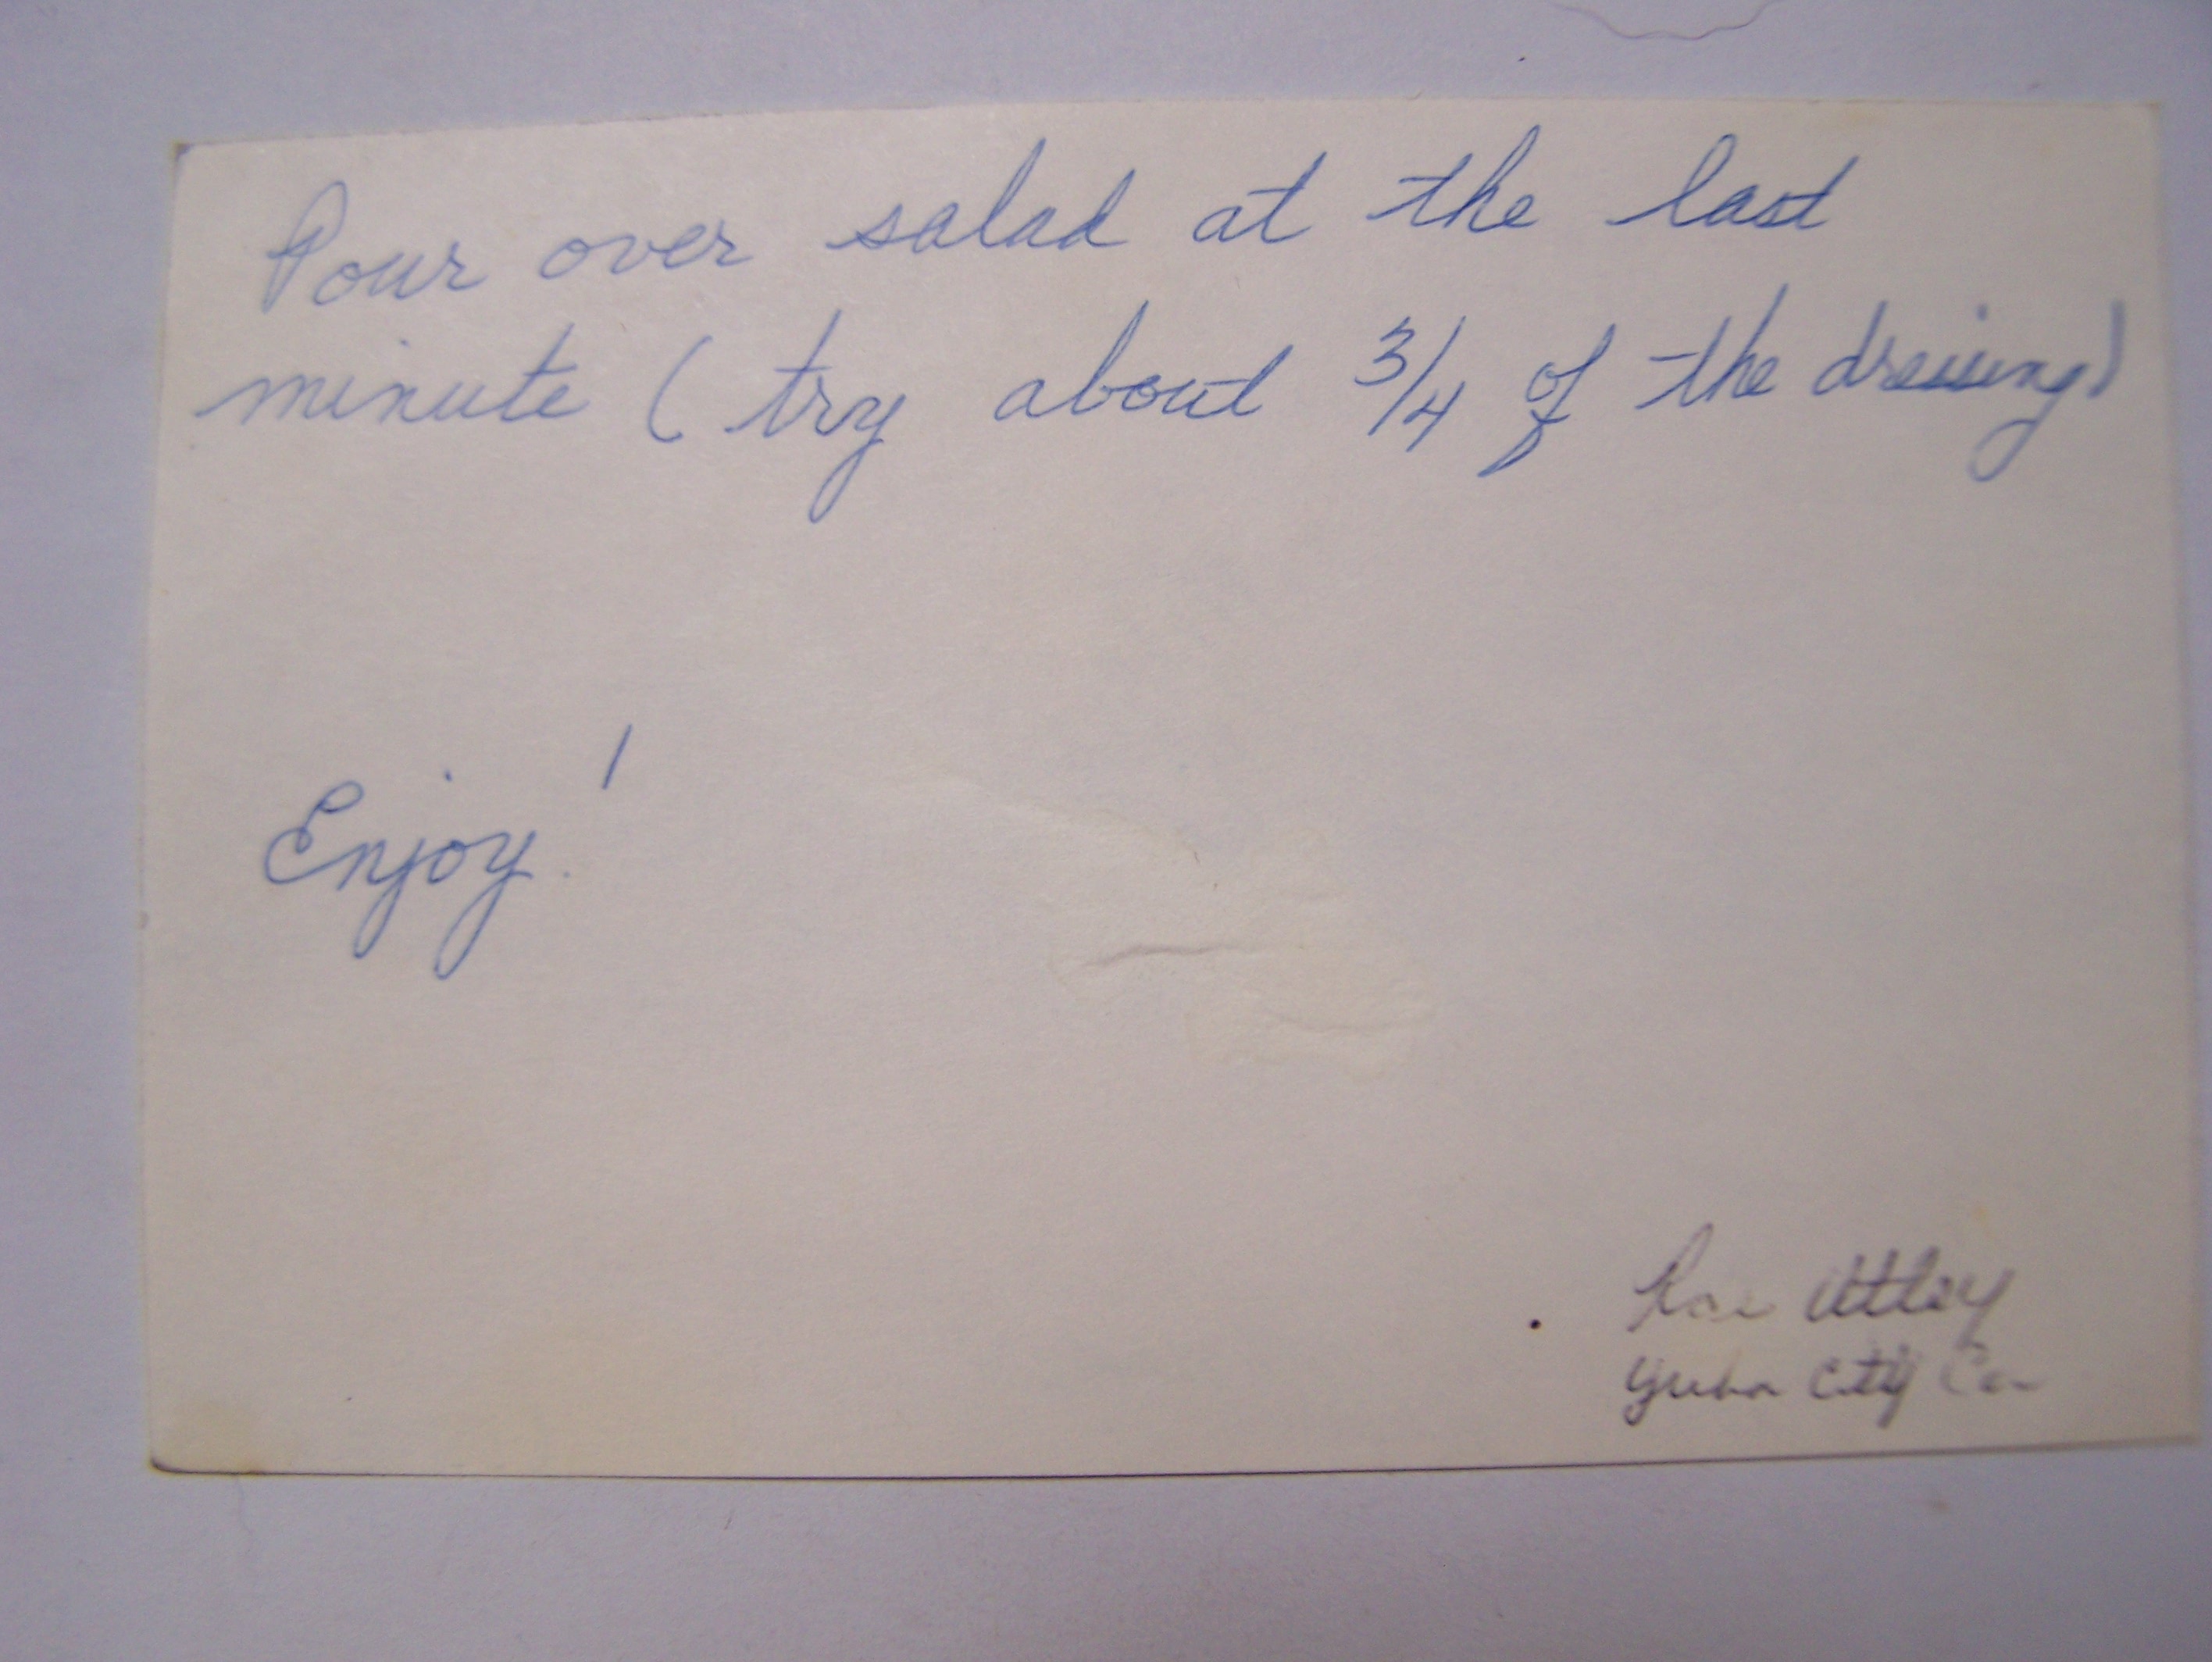 Pour over salad at the last
minute (try about 3/4 of the dressing)
Enjoy!
Rae Utley
Yuba City Ca